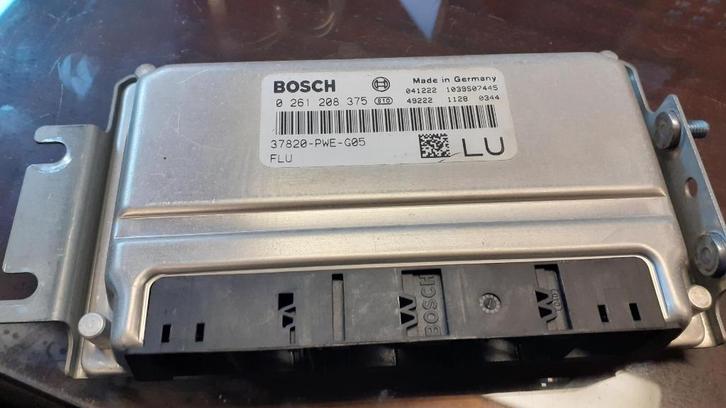 BOSCH Made in Germany
0 261 208 375 BTO 041222 1039S07445
49222 1128 0344
37820-PWE-G05
FLU LU
BOSCH